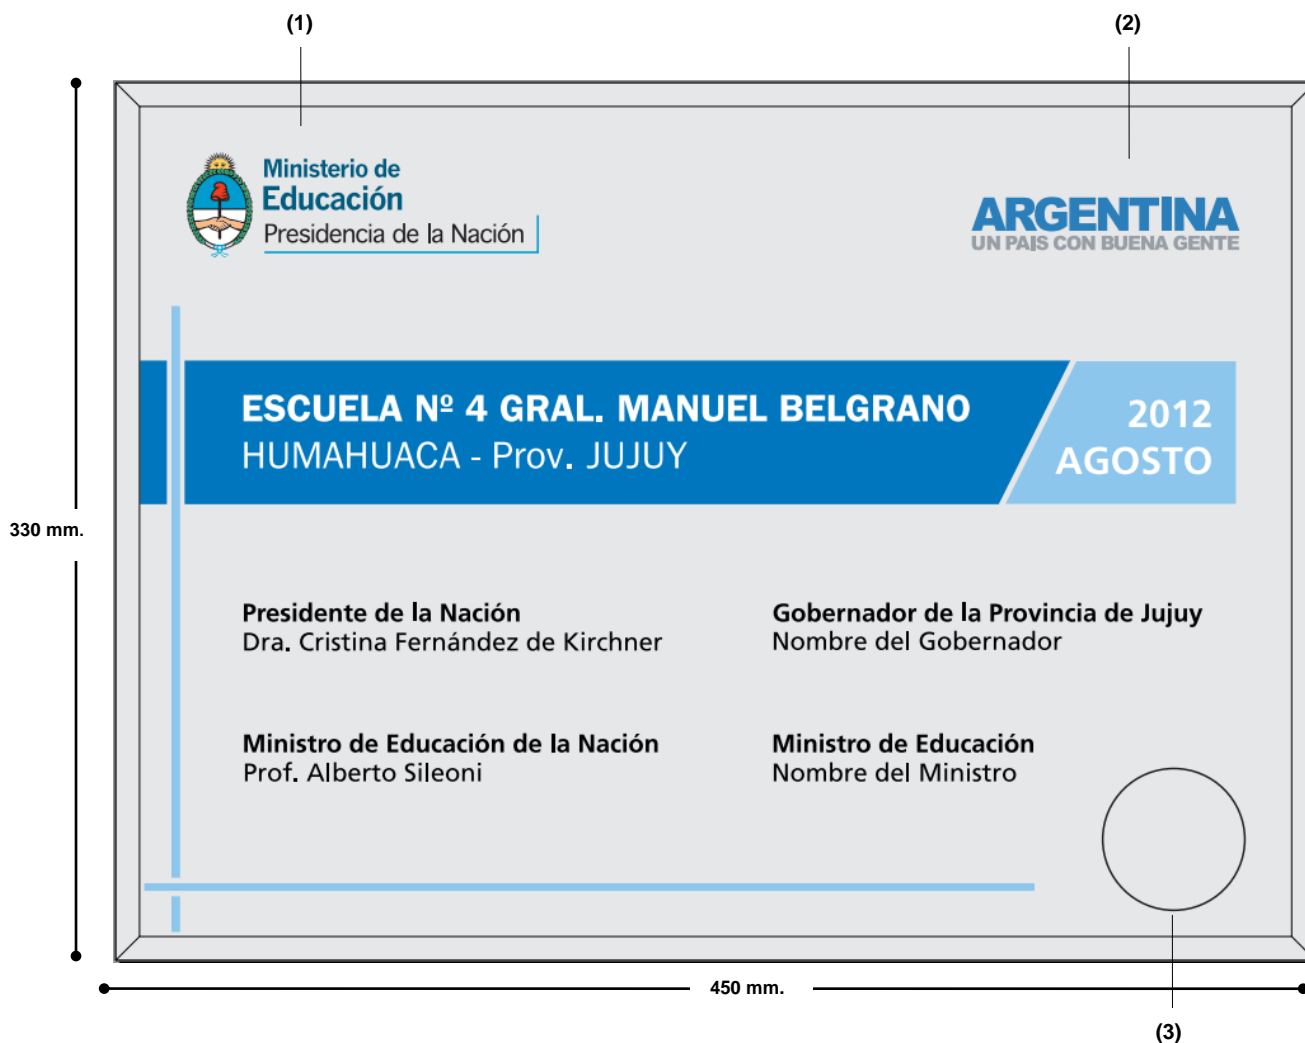 (1)
(2)
Ministerio de
Educación
Presidencia de la Nación
ARGENTINA
UN PAIS CON BUENA GENTE
ESCUELA Nº 4 GRAL. MANUEL BELGRANO
HUMAHUACA - Prov. JUJUY
2012
AGOSTO
330 mm.
Presidente de la Nación
Dra. Cristina Fernández de Kirchner
Gobernador de la Provincia de Jujuy
Nombre del Gobernador
Ministro de Educación de la Nación
Prof. Alberto Sileoni
Ministro de Educación
Nombre del Ministro
450 mm.
(3)